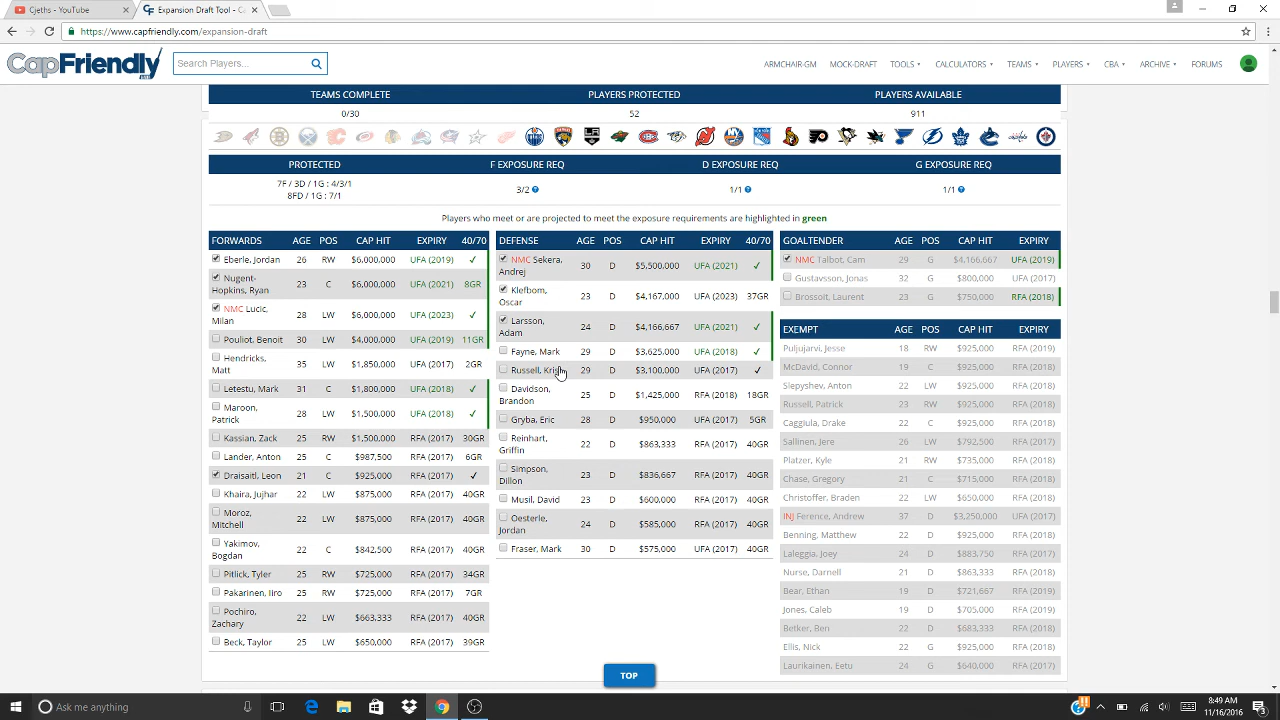 Cjeths - YouTube
Expansion Draft Tool - Ca
https://www.capfriendly.com/expansion-draft
CapFriendly
Search Players...
ARMCHAIR-GM MOCK-DRAFT TOOLS CALCULATORS TEAMS PLAYERS CBA ARCHIVE FORUMS
TEAMS COMPLETE PLAYERS PROTECTED PLAYERS AVAILABLE
0/30 52 911
PROTECTED F EXPOSURE REQ D EXPOSURE REQ G EXPOSURE REQ
7F / 3D / 1G : 4/3/1
8FD / 1G : 7/1
3/2 1/1 1/1
Players who meet or are projected to meet the exposure requirements are highlighted in green
FORWARDS AGE POS CAP HIT EXPIRY 40/70
Eberle, Jordan 26 RW $6,000,000 UFA (2019) ✓
Nugent-
Hopkins, Ryan 23 C $6,000,000 UFA (2021) 8GR
NMC Lucic,
Milan 28 LW $6,000,000 UFA (2023) ✓
Pouliot, Benoit 30 LW $4,000,000 UFA (2019) 11GR
Hendricks,
Matt 35 LW $1,850,000 UFA (2017) 2GR
Letestu, Mark 31 C $1,800,000 UFA (2018) ✓
Maroon,
Patrick 28 LW $1,500,000 UFA (2018) ✓
Kassian, Zack 25 RW $1,500,000 RFA (2017) 30GR
Lander, Anton 25 C $987,500 RFA (2017) 6GR
Draisaitl, Leon 21 C $925,000 RFA (2017) ✓
Khaira, Jujhar 22 LW $875,000 RFA (2017) 40GR
Moroz,
Mitchell 22 LW $875,000 RFA (2017) 40GR
Yakimov,
Bogdan 22 C $842,500 RFA (2017) 40GR
Pitlick, Tyler 25 RW $725,000 RFA (2017) 34GR
Pakarinen, Iiro 25 RW $725,000 RFA (2017) 7GR
Pochiro,
Zachary 22 LW $663,333 RFA (2017) 40GR
Beck, Taylor 25 LW $650,000 RFA (2017) 39GR
DEFENSE AGE POS CAP HIT EXPIRY 40/70
NMC Sekera,
Andrej 30 D $5,500,000 UFA (2021) ✓
Klefbom,
Oscar 23 D $4,167,000 UFA (2023) 37GR
Larsson,
Adam 24 D $4,166,667 UFA (2021) ✓
Fayne, Mark 29 D $3,625,000 UFA (2018) ✓
Russell, Kris 29 D $3,100,000 UFA (2017) ✓
Davidson,
Brandon 25 D $1,425,000 RFA (2018) 18GR
Gryba, Eric 28 D $950,000 UFA (2017) 5GR
Reinhart,
Griffin 22 D $863,333 RFA (2017) 40GR
Simpson,
Dillon 23 D $836,667 RFA (2017) 40GR
Musil, David 23 D $600,000 RFA (2017) 40GR
Oesterle,
Jordan 24 D $585,000 RFA (2017) 40GR
Fraser, Mark 30 D $575,000 UFA (2017) 40GR
GOALTENDER AGE POS CAP HIT EXPIRY
NMC Talbot, Cam 29 G $4,166,667 UFA (2019)
Gustavsson, Jonas 32 G $800,000 UFA (2017)
Brossoit, Laurent 23 G $750,000 RFA (2018)
EXEMPT AGE POS CAP HIT EXPIRY
Puljujarvi, Jesse 18 RW $925,000 RFA (2019)
McDavid, Connor 19 C $925,000 RFA (2018)
Slepyshev, Anton 22 LW $925,000 RFA (2018)
Russell, Patrick 23 RW $925,000 RFA (2018)
Caggiula, Drake 22 C $925,000 RFA (2018)
Sallinen, Jere 26 LW $792,500 RFA (2017)
Platzer, Kyle 21 RW $735,000 RFA (2018)
Chase, Gregory 21 C $715,000 RFA (2018)
Christoffer, Braden 22 LW $650,000 RFA (2018)
INJ Ference, Andrew 37 D $3,250,000 UFA (2017)
Benning, Matthew 22 D $925,000 RFA (2018)
Laleggia, Joey 24 D $883,750 RFA (2017)
Nurse, Darnell 21 D $863,333 RFA (2018)
Bear, Ethan 19 D $721,667 RFA (2019)
Jones, Caleb 19 D $705,000 RFA (2019)
Betker, Ben 22 D $683,333 RFA (2018)
Ellis, Nick 22 G $925,000 RFA (2018)
Laurikainen, Eetu 24 G $640,000 RFA (2017)
TOP
Ask me anything
8:49 AM
11/16/2016